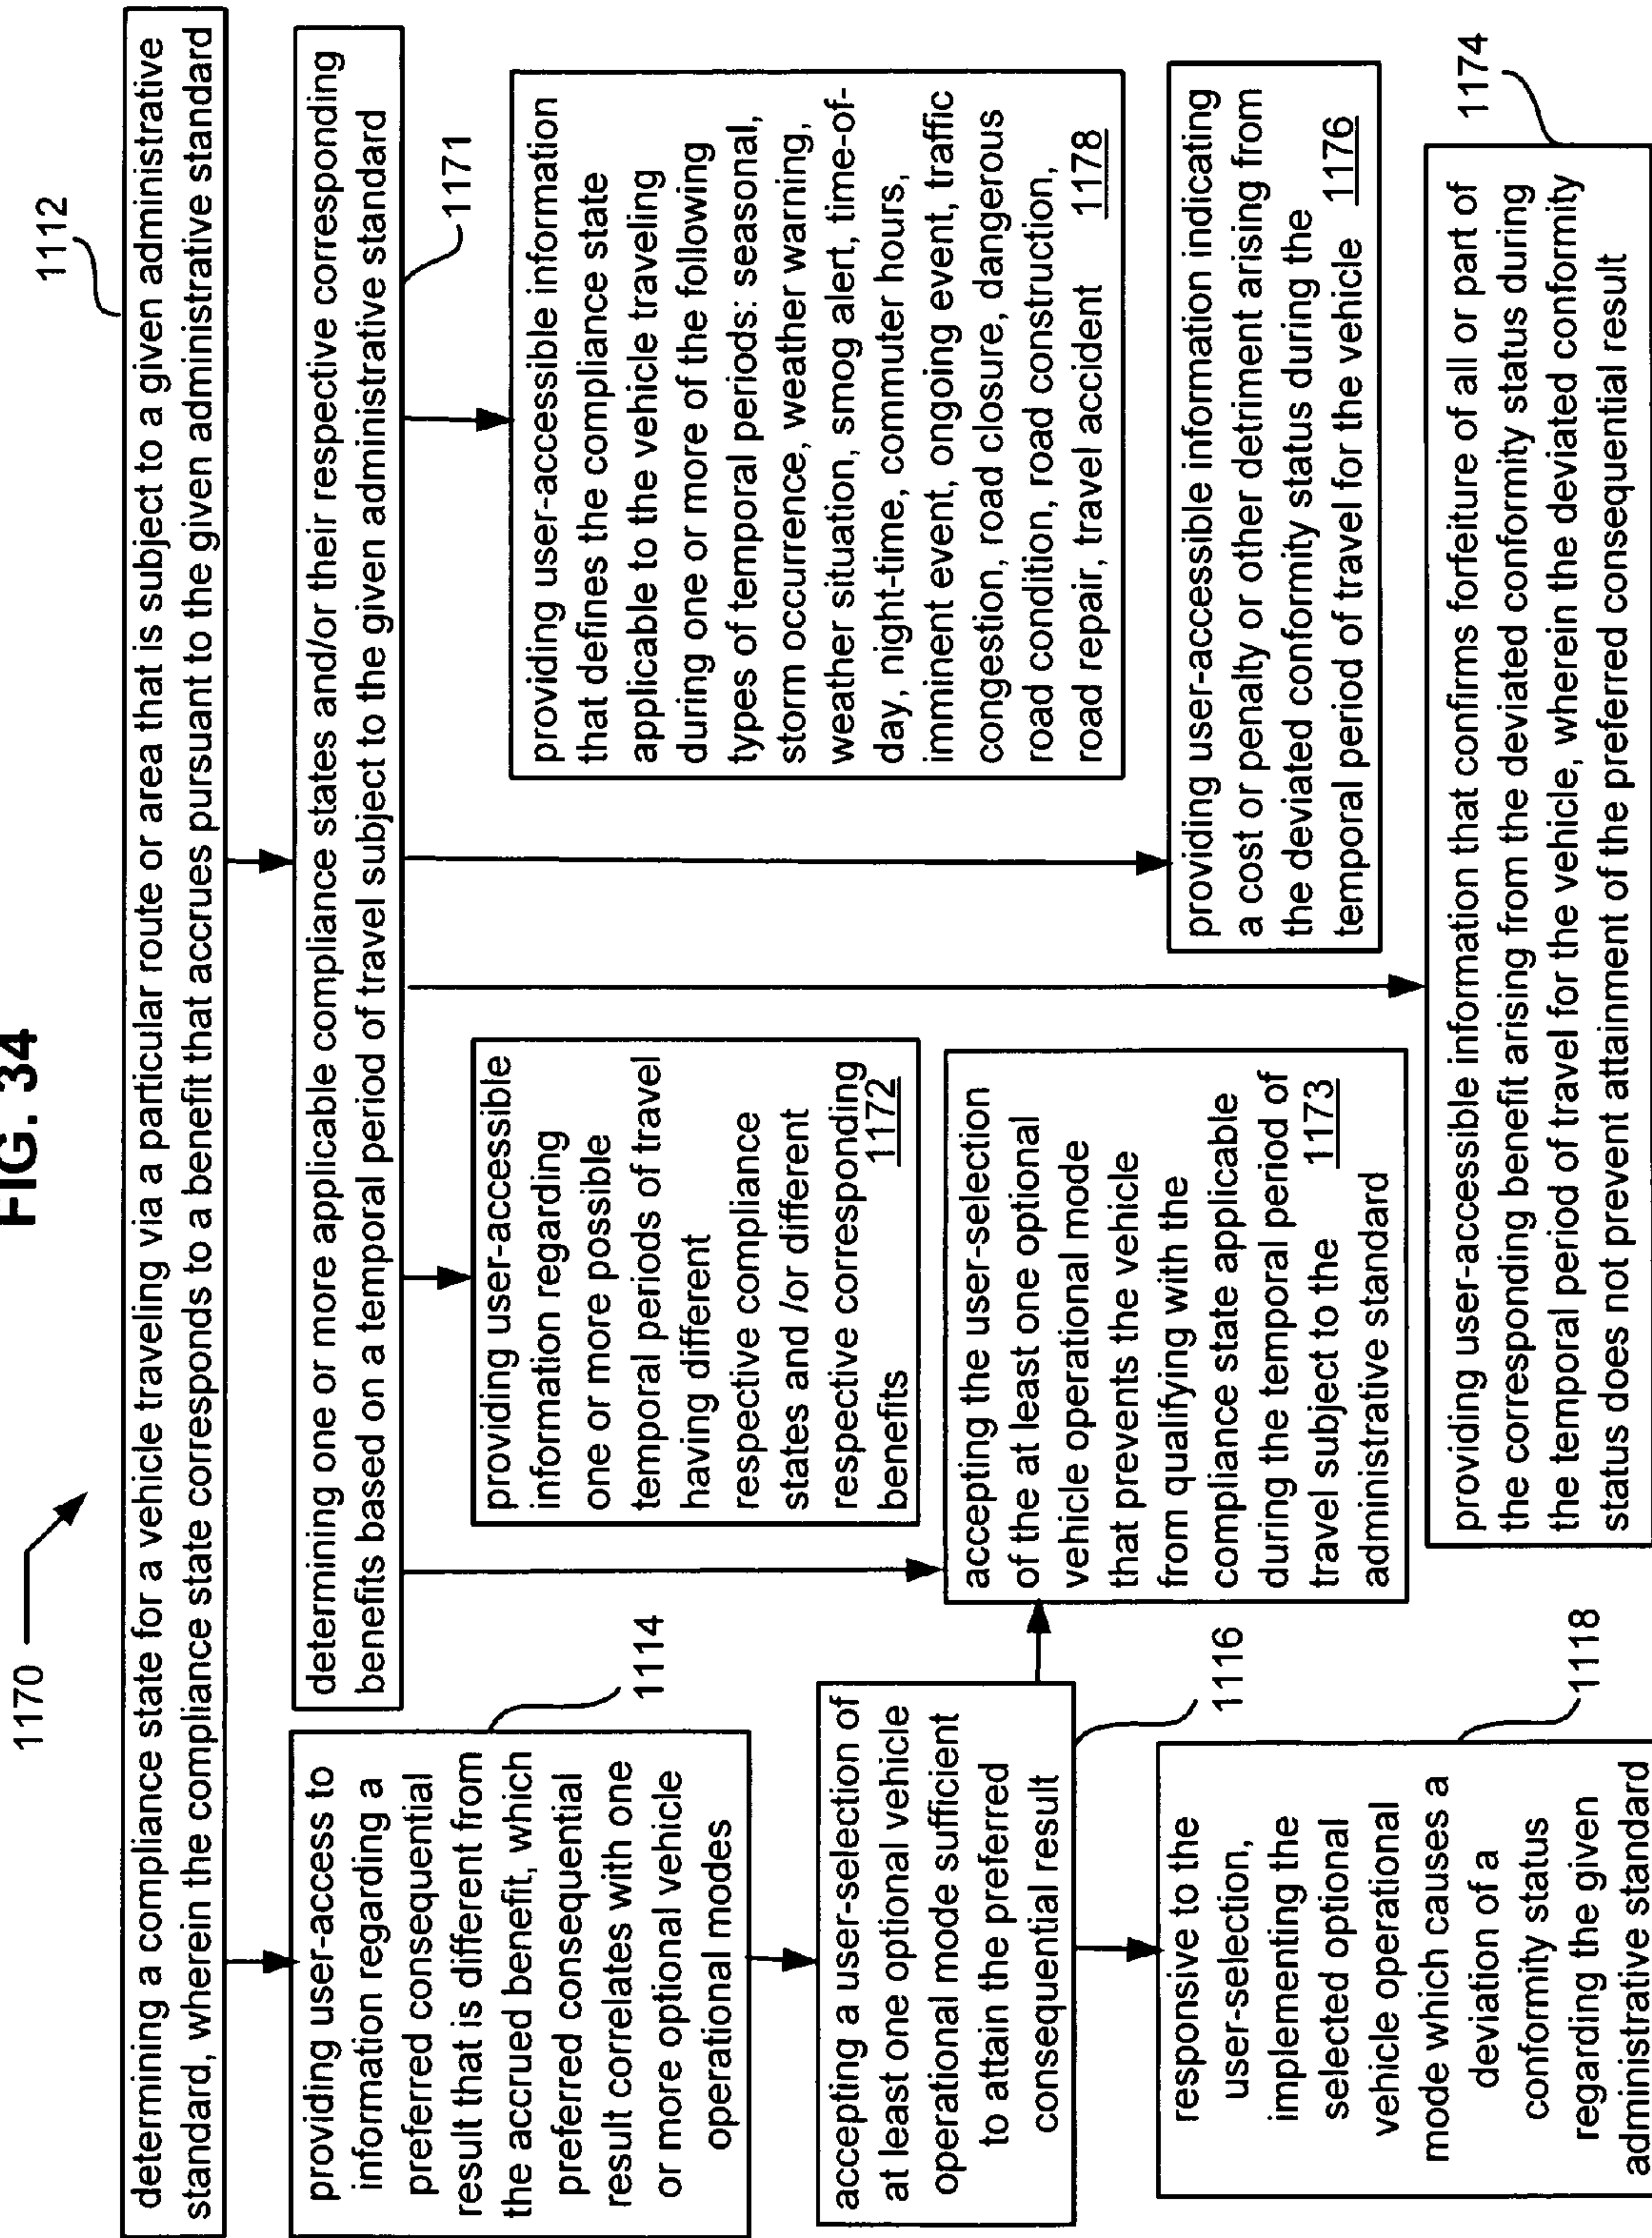 FIG. 34
1170
1112
determining a compliance state for a vehicle traveling via a particular route or area that is subject to a given administrative
standard, wherein the compliance state corresponds to a benefit that accrues pursuant to the given administrative standard
determining one or more applicable compliance states and/or their respective corresponding
benefits based on a temporal period of travel subject to the given administrative standard
1171
providing user-access to
information regarding a
preferred consequential
result that is different from
the accrued benefit, which
preferred consequential
result correlates with one
or more optional vehicle
operational modes
1114
accepting a user-selection of
at least one optional vehicle
operational mode sufficient
to attain the preferred
consequential result
1116
responsive to the
user-selection,
implementing the
selected optional
vehicle operational
mode which causes a
deviation of a
conformity status
regarding the given
administrative standard
1118
providing user-accessible
information regarding
one or more possible
temporal periods of travel
having different
respective compliance
states and /or different
respective corresponding
benefits 1172
accepting the user-selection
of the at least one optional
vehicle operational mode
that prevents the vehicle
from qualifying with the
compliance state applicable
during the temporal period of
travel subject to the 1173
administrative standard
providing user-accessible information
that defines the compliance state
applicable to the vehicle traveling
during one or more of the following
types of temporal periods: seasonal,
storm occurrence, weather warning,
weather situation, smog alert, time-of-
day, night-time, commuter hours,
imminent event, ongoing event, traffic
congestion, road closure, dangerous
road condition, road construction,
road repair, travel accident 1178
providing user-accessible information indicating
a cost or penalty or other detriment arising from
the deviated conformity status during the
temporal period of travel for the vehicle 1176
1174
providing user-accessible information that confirms forfeiture of all or part of
the corresponding benefit arising from the deviated conformity status during
the temporal period of travel for the vehicle, wherein the deviated conformity
status does not prevent attainment of the preferred consequential result